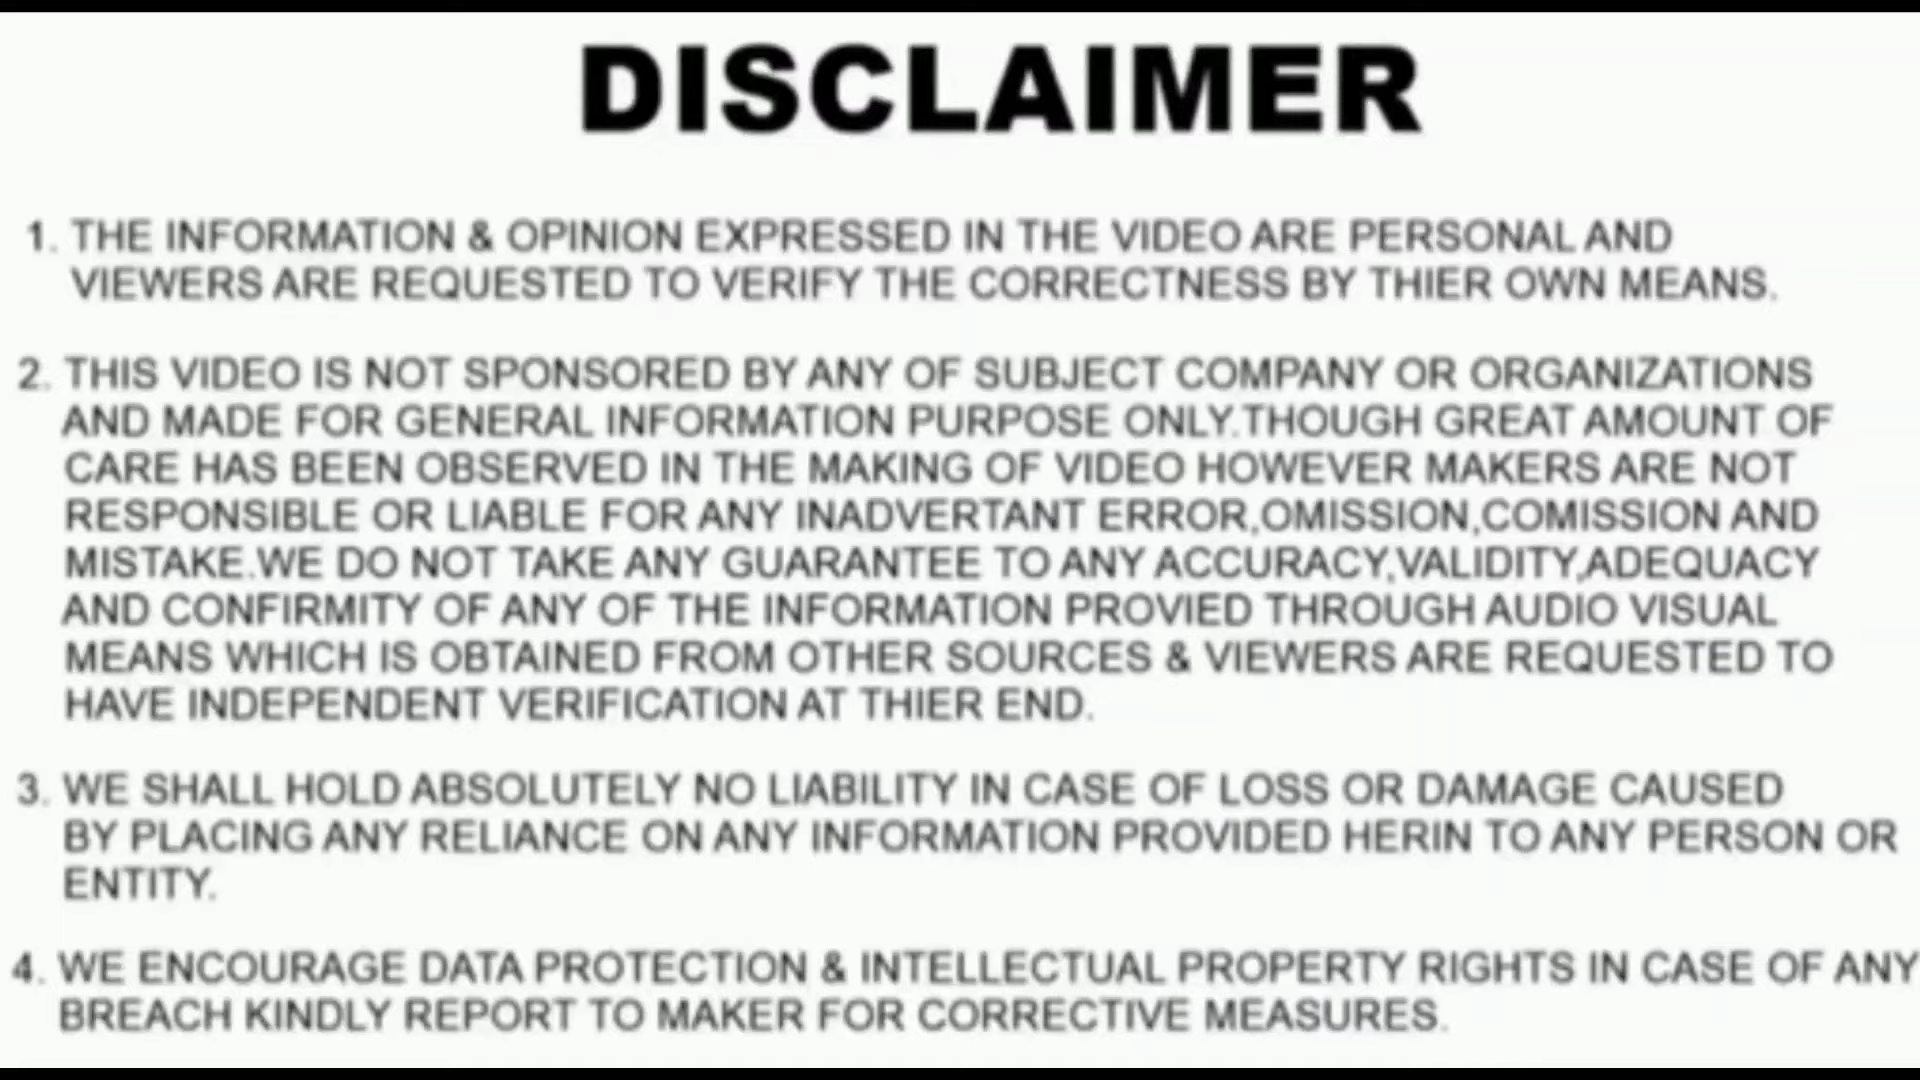 DISCLAIMER
1. THE INFORMATION & OPINION EXPRESSED IN THE VIDEO ARE PERSONAL AND
VIEWERS ARE REQUESTED TO VERIFY THE CORRECTNESS BY THIER OWN MEANS.
2. THIS VIDEO IS NOT SPONSORED BY ANY OF SUBJECT COMPANY OR ORGANIZATIONS
AND MADE FOR GENERAL INFORMATION PURPOSE ONLY.THOUGH GREAT AMOUNT OF
CARE HAS BEEN OBSERVED IN THE MAKING OF VIDEO HOWEVER MAKERS ARE NOT
RESPONSIBLE OR LIABLE FOR ANY INADVERTANT ERROR,OMISSION,COMISSION AND
MISTAKE.WE DO NOT TAKE ANY GUARANTEE TO ANY ACCURACY,VALIDITY,ADEQUACY
AND CONFIRMITY OF ANY OF THE INFORMATION PROVIED THROUGH AUDIO VISUAL
MEANS WHICH IS OBTAINED FROM OTHER SOURCES & VIEWERS ARE REQUESTED TO
HAVE INDEPENDENT VERIFICATION AT THIER END.
3. WE SHALL HOLD ABSOLUTELY NO LIABILITY IN CASE OF LOSS OR DAMAGE CAUSED
BY PLACING ANY RELIANCE ON ANY INFORMATION PROVIDED HERIN TO ANY PERSON OR
ENTITY.
4. WE ENCOURAGE DATA PROTECTION & INTELLECTUAL PROPERTY RIGHTS IN CASE OF ANY
BREACH KINDLY REPORT TO MAKER FOR CORRECTIVE MEASURES.